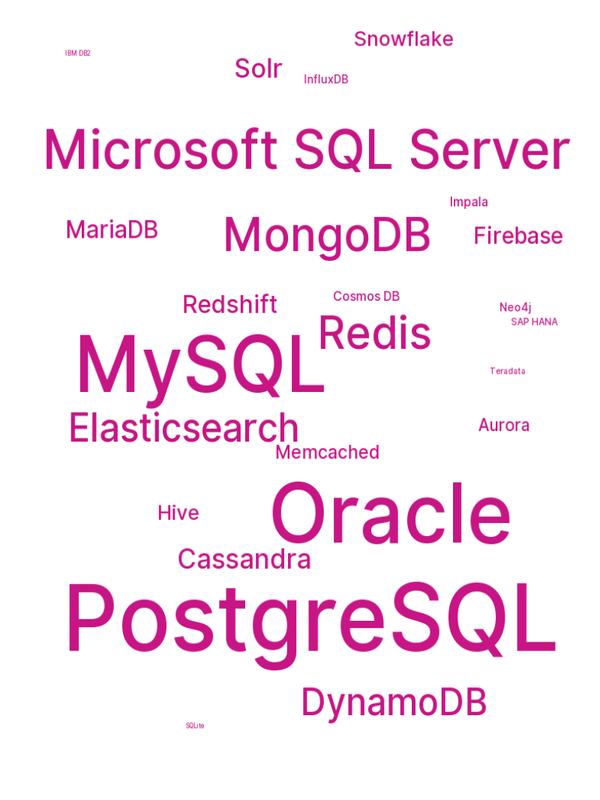 Snowflake
IBM DB2
Solr
InfluxDB
Microsoft SQL Server
Impala
MariaDB
MongoDB
Firebase
Cosmos DB
Redshift
Neo4j
SAP HANA
Redis
MySQL
Teradata
Elasticsearch
Aurora
Memcached
Hive
Oracle
Cassandra
PostgreSQL
DynamoDB
SQLite